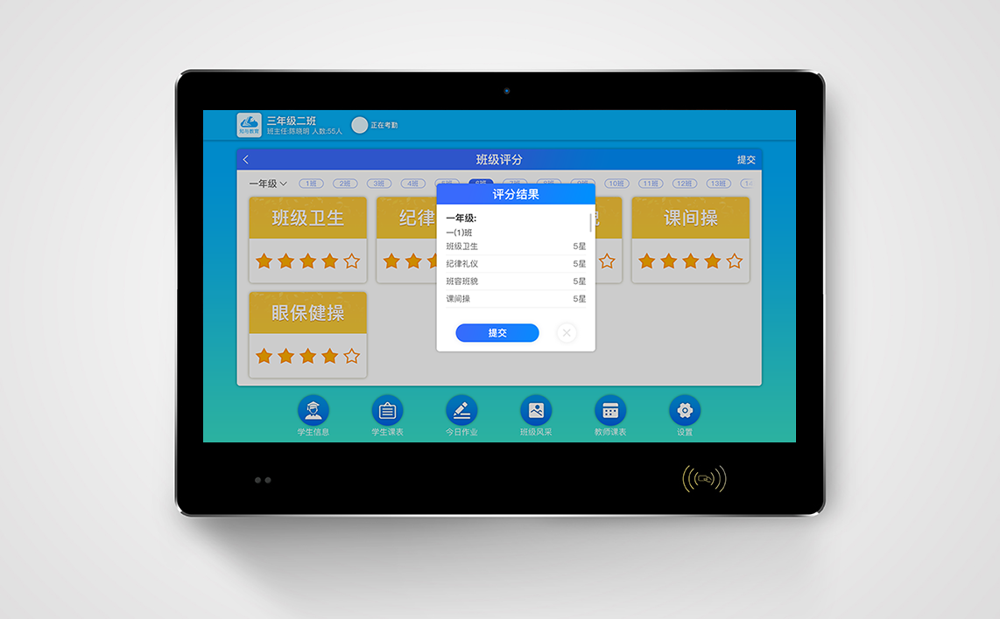 三年级二班
班主任:陈晓明 人数:55人
正在考勤
知与教育
班级评分
提交
一年级
1班 2班 3班 4班 10班 11班 12班 13班
评分结果
班级卫生
纪律
课间操
一年级:
一(1)班
班级卫生 5星
纪律礼仪 5星
班容班貌 5星
课间操 5星
提交
眼保健操
学生信息 学生课表 今日作业 班级风采 教师课表 设置